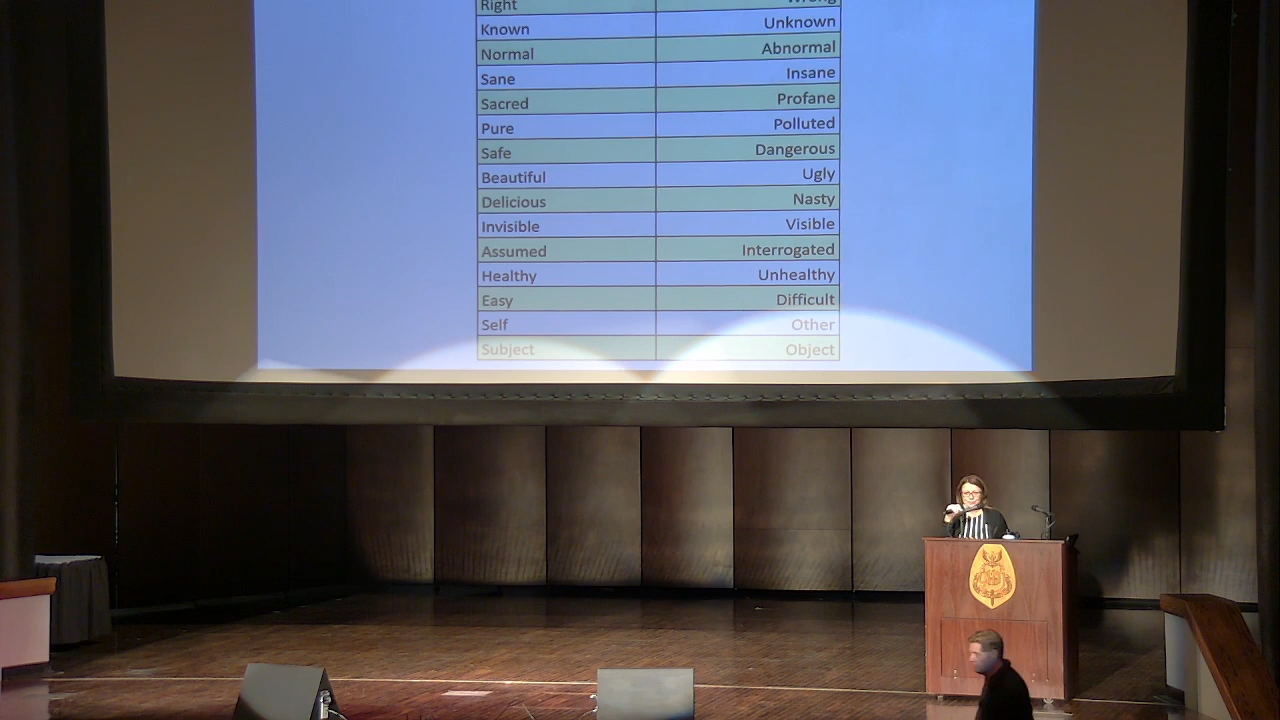 Right Wrong
Known Unknown
Normal Abnormal
Sane Insane
Sacred Profane
Pure Polluted
Safe Dangerous
Beautiful Ugly
Delicious Nasty
Invisible Visible
Assumed Interrogated
Healthy Unhealthy
Easy Difficult
Self Other
Subject Object